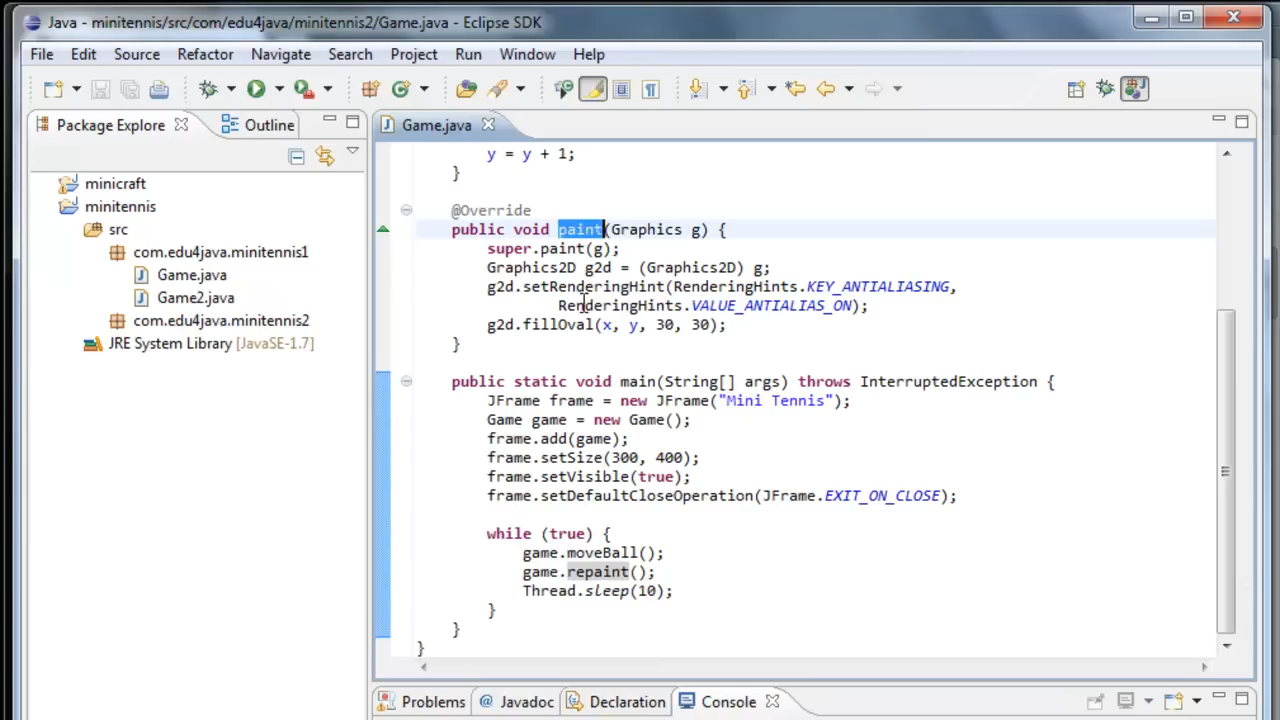 Java - minitennis/src/com/edu4java/minitennis2/Game.java - Eclipse SDK
File Edit Source Refactor Navigate Search Project Run Window Help
Package Explorer Outline
minicraft
minitennis
src
com.edu4java.minitennis1
Game.java
Game2.java
com.edu4java.minitennis2
JRE System Library [JavaSE-1.7]
Game.java
y = y + 1;
}
@Override
public void paint(Graphics g) {
super.paint(g);
Graphics2D g2d = (Graphics2D) g;
g2d.setRenderingHint(RenderingHints.KEY_ANTIALIASING,
RenderingHints.VALUE_ANTIALIAS_ON);
g2d.fillOval(x, y, 30, 30);
}
public static void main(String[] args) throws InterruptedException {
JFrame frame = new JFrame("Mini Tennis");
Game game = new Game();
frame.add(game);
frame.setSize(300, 400);
frame.setVisible(true);
frame.setDefaultCloseOperation(JFrame.EXIT_ON_CLOSE);
while (true) {
game.moveBall();
game.repaint();
Thread.sleep(10);
}
}
}
Problems @ Javadoc Declaration Console